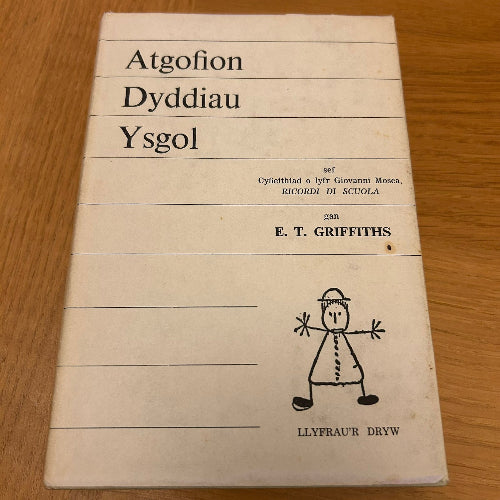 Atgofion
Dyddiau
Ysgol
sef
Cyfieithiad o lyfr Giovanni Mosca,
RICORDI DI SCUOLA
gan
E. T. GRIFFITHS
LLYFRAU'R DRYW